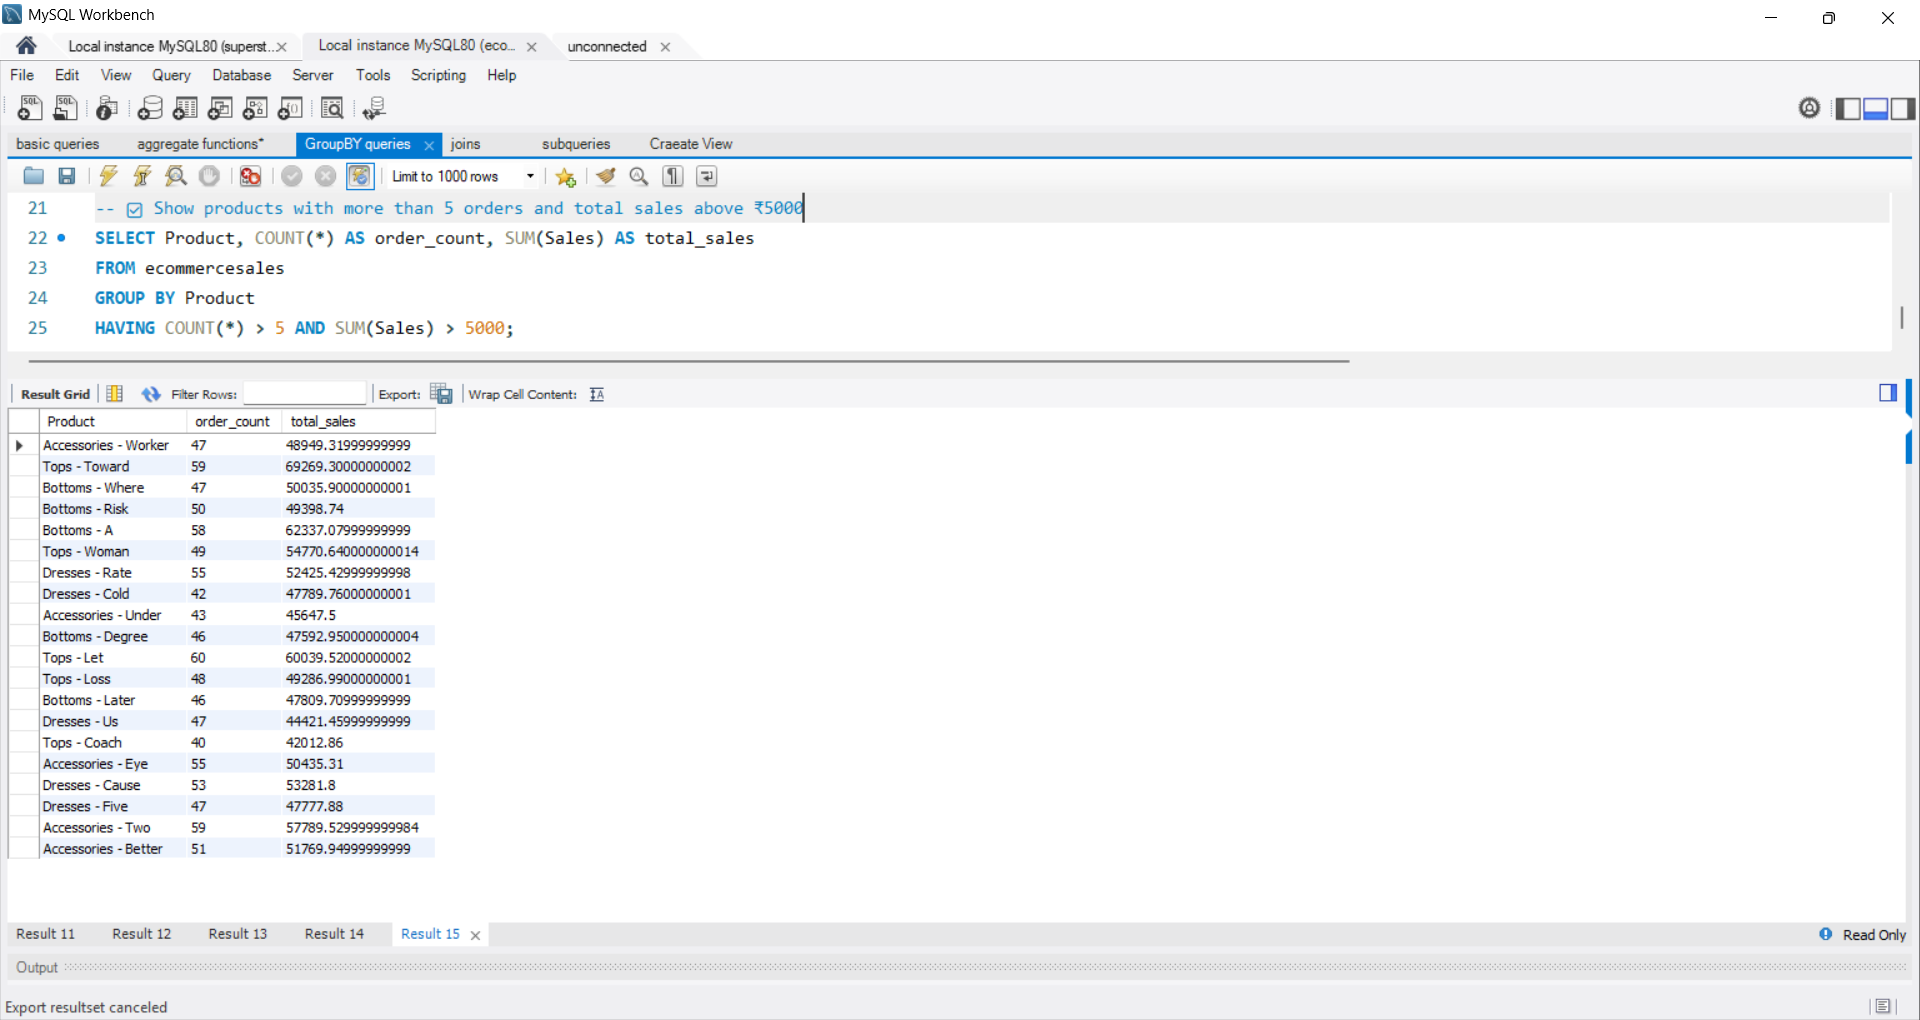 MySQL Workbench
Local instance MySQL80 (superst...
Local instance MySQL80 (eco...
unconnected
File Edit View Query Database Server Tools Scripting Help
basic queries
aggregate functions*
GroupBY queries
joins
subqueries
Craeate View
Limit to 1000 rows
21 -- ☑ Show products with more than 5 orders and total sales above ₹5000
22 SELECT Product, COUNT(*) AS order_count, SUM(Sales) AS total_sales
23 FROM ecommercesales
24 GROUP BY Product
25 HAVING COUNT(*) > 5 AND SUM(Sales) > 5000;
Result Grid Filter Rows: Export: Wrap Cell Content:
Product order_count total_sales
Accessories - Worker 47 48949.31999999999
Tops - Toward 59 69269.30000000002
Bottoms - Where 47 50035.90000000001
Bottoms - Risk 50 49398.74
Bottoms - A 58 62337.07999999999
Tops - Woman 49 54770.640000000014
Dresses - Rate 55 52425.42999999998
Dresses - Cold 42 47789.76000000001
Accessories - Under 43 45647.5
Bottoms - Degree 46 47592.950000000004
Tops - Let 60 60039.52000000002
Tops - Loss 48 49286.99000000001
Bottoms - Later 46 47809.70999999999
Dresses - Us 47 44421.45999999999
Tops - Coach 40 42012.86
Accessories - Eye 55 50435.31
Dresses - Cause 53 53281.8
Dresses - Five 47 47777.88
Accessories - Two 59 57789.529999999984
Accessories - Better 51 51769.94999999999
Result 11 Result 12 Result 13 Result 14 Result 15
Read Only
Output
Export resultset canceled